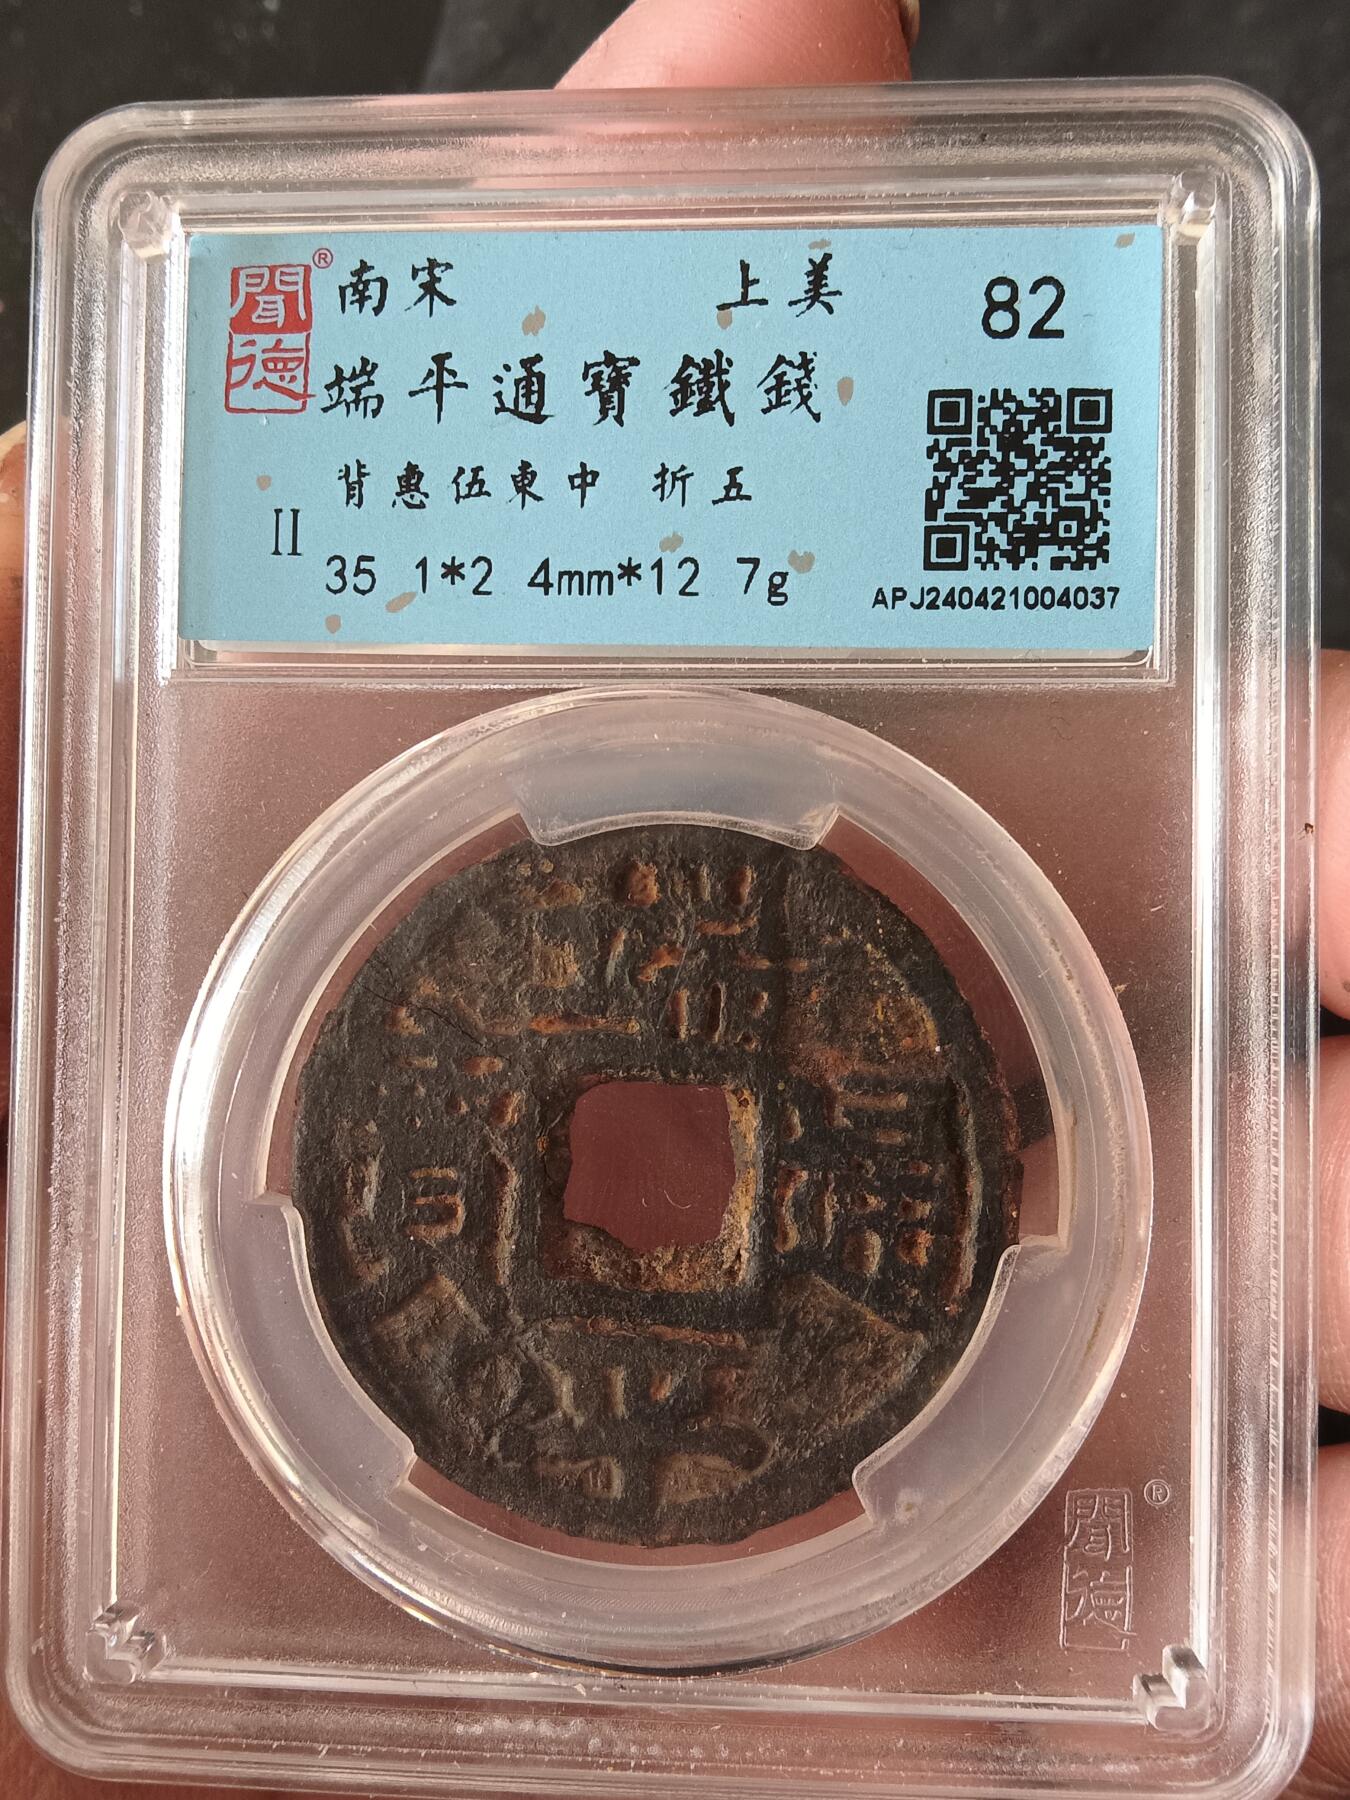 聞德®
南宋 上美 82
端平通寶鐵錢
背惠伍東中 折五
II
35 1*2 4mm*12 7g
APJ240421004037
聞德®